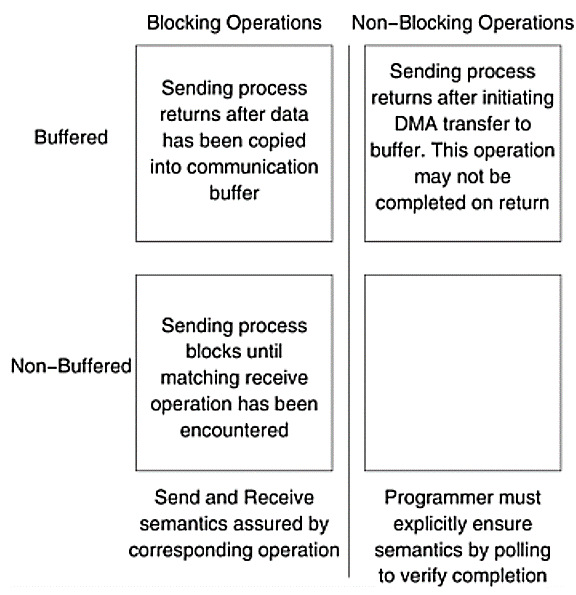 Blocking Operations
Non-Blocking Operations
Buffered
Sending process
returns after data
has been copied
into communication
buffer
Sending process
returns after initiating
DMA transfer to
buffer. This operation
may not be
completed on return
Non-Buffered
Sending process
blocks until
matching receive
operation has been
encountered
Send and Receive
semantics assured by
corresponding operation
Programmer must
explicitly ensure
semantics by polling
to verify completion